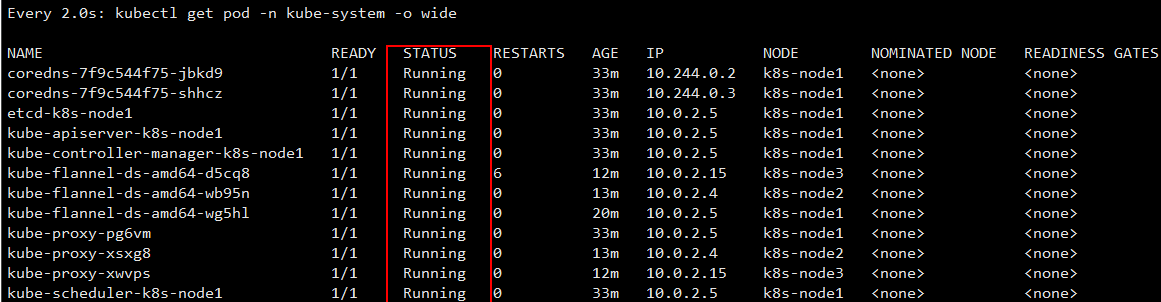 Every 2.0s: kubectl get pod -n kube-system -o wide
NAME READY STATUS RESTARTS AGE IP NODE NOMINATED NODE READINESS GATES
coredns-7f9c544f75-jbkd9 1/1 Running 0 33m 10.244.0.2 k8s-node1 <none> <none>
coredns-7f9c544f75-shhcz 1/1 Running 0 33m 10.244.0.3 k8s-node1 <none> <none>
etcd-k8s-node1 1/1 Running 0 33m 10.0.2.5 k8s-node1 <none> <none>
kube-apiserver-k8s-node1 1/1 Running 0 33m 10.0.2.5 k8s-node1 <none> <none>
kube-controller-manager-k8s-node1 1/1 Running 0 33m 10.0.2.5 k8s-node1 <none> <none>
kube-flannel-ds-amd64-d5cq8 1/1 Running 6 12m 10.0.2.15 k8s-node3 <none> <none>
kube-flannel-ds-amd64-wb95n 1/1 Running 0 13m 10.0.2.4 k8s-node2 <none> <none>
kube-flannel-ds-amd64-wg5hl 1/1 Running 0 20m 10.0.2.5 k8s-node1 <none> <none>
kube-proxy-pg6vm 1/1 Running 0 33m 10.0.2.5 k8s-node1 <none> <none>
kube-proxy-xsxg8 1/1 Running 0 13m 10.0.2.4 k8s-node2 <none> <none>
kube-proxy-xwvps 1/1 Running 0 12m 10.0.2.15 k8s-node3 <none> <none>
kube-scheduler-k8s-node1 1/1 Running 0 33m 10.0.2.5 k8s-node1 <none> <none>